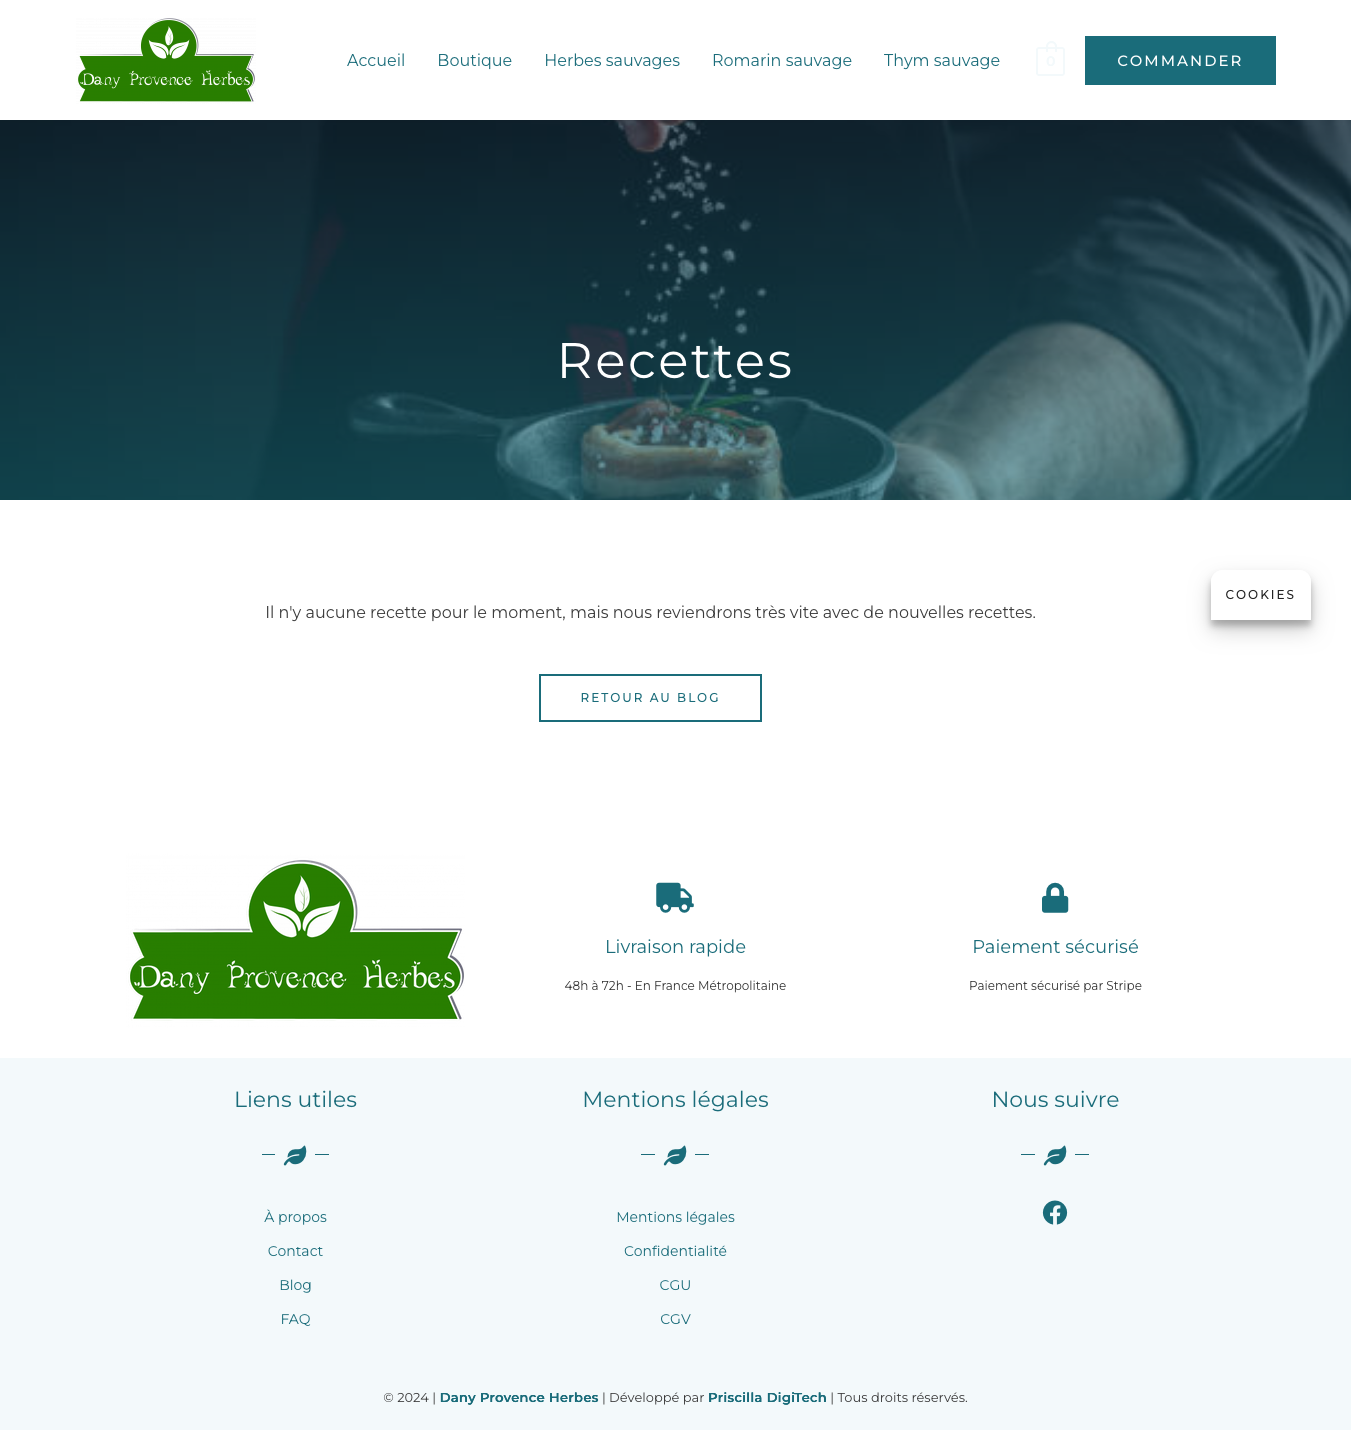 Dany Provence Herbes
Accueil
Boutique
Herbes sauvages
Romarin sauvage
Thym sauvage
0
COMMANDER
Recettes
Il n'y aucune recette pour le moment, mais nous reviendrons très vite avec de nouvelles recettes.
COOKIES
RETOUR AU BLOG
Dany Provence Herbes
Livraison rapide
48h à 72h - En France Métropolitaine
Paiement sécurisé
Paiement sécurisé par Stripe
Liens utiles
À propos
Contact
Blog
FAQ
Mentions légales
Mentions légales
Confidentialité
CGU
CGV
Nous suivre
© 2024 | Dany Provence Herbes | Développé par Priscilla DigiTech | Tous droits réservés.